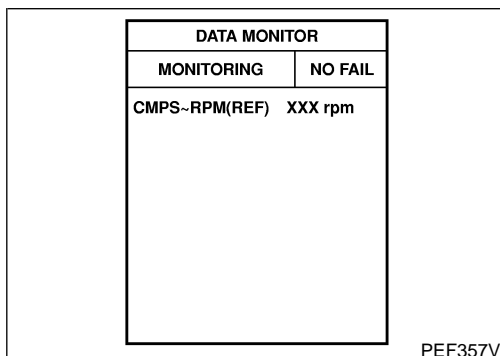 DATA MONITOR
MONITORING NO FAIL
CMPS~RPM(REF) XXX rpm
PEF357V